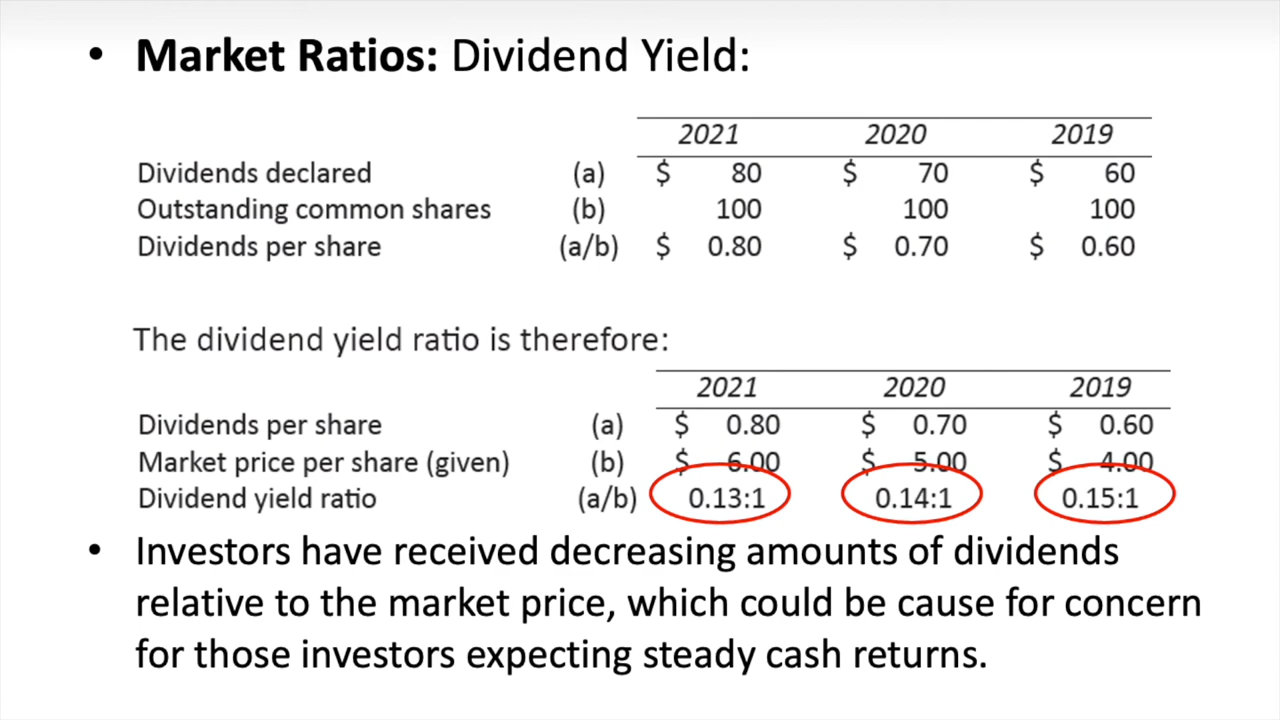 • Market Ratios: Dividend Yield:
2021 2020 2019
Dividends declared (a) $ 80 $ 70 $ 60
Outstanding common shares (b) 100 100 100
Dividends per share (a/b) $ 0.80 $ 0.70 $ 0.60
The dividend yield ratio is therefore:
2021 2020 2019
Dividends per share (a) $ 0.80 $ 0.70 $ 0.60
Market price per share (given) (b) $ 6.00 $ 5.00 $ 4.00
Dividend yield ratio (a/b) 0.13:1 0.14:1 0.15:1
• Investors have received decreasing amounts of dividends
relative to the market price, which could be cause for concern
for those investors expecting steady cash returns.